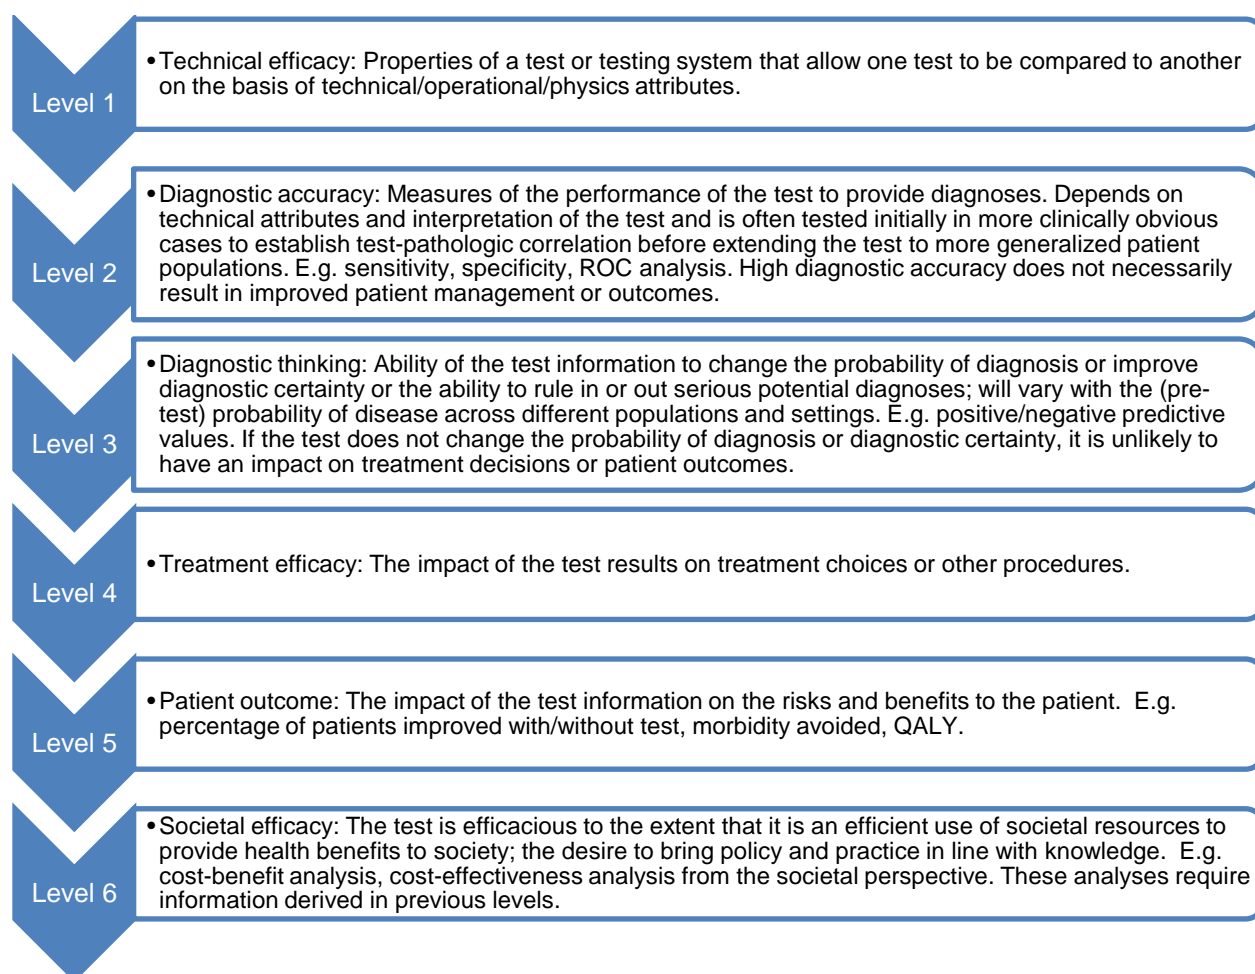 Level 1
•Technical efficacy: Properties of a test or testing system that allow one test to be compared to another
on the basis of technical/operational/physics attributes.
Level 2
•Diagnostic accuracy: Measures of the performance of the test to provide diagnoses. Depends on
technical attributes and interpretation of the test and is often tested initially in more clinically obvious
cases to establish test-pathologic correlation before extending the test to more generalized patient
populations. E.g. sensitivity, specificity, ROC analysis. High diagnostic accuracy does not necessarily
result in improved patient management or outcomes.
Level 3
•Diagnostic thinking: Ability of the test information to change the probability of diagnosis or improve
diagnostic certainty or the ability to rule in or out serious potential diagnoses; will vary with the (pre-
test) probability of disease across different populations and settings. E.g. positive/negative predictive
values. If the test does not change the probability of diagnosis or diagnostic certainty, it is unlikely to
have an impact on treatment decisions or patient outcomes.
Level 4
•Treatment efficacy: The impact of the test results on treatment choices or other procedures.
Level 5
•Patient outcome: The impact of the test information on the risks and benefits to the patient.  E.g.
percentage of patients improved with/without test, morbidity avoided, QALY.
Level 6
•Societal efficacy: The test is efficacious to the extent that it is an efficient use of societal resources to
provide health benefits to society; the desire to bring policy and practice in line with knowledge.  E.g.
cost-benefit analysis, cost-effectiveness analysis from the societal perspective. These analyses require
information derived in previous levels.